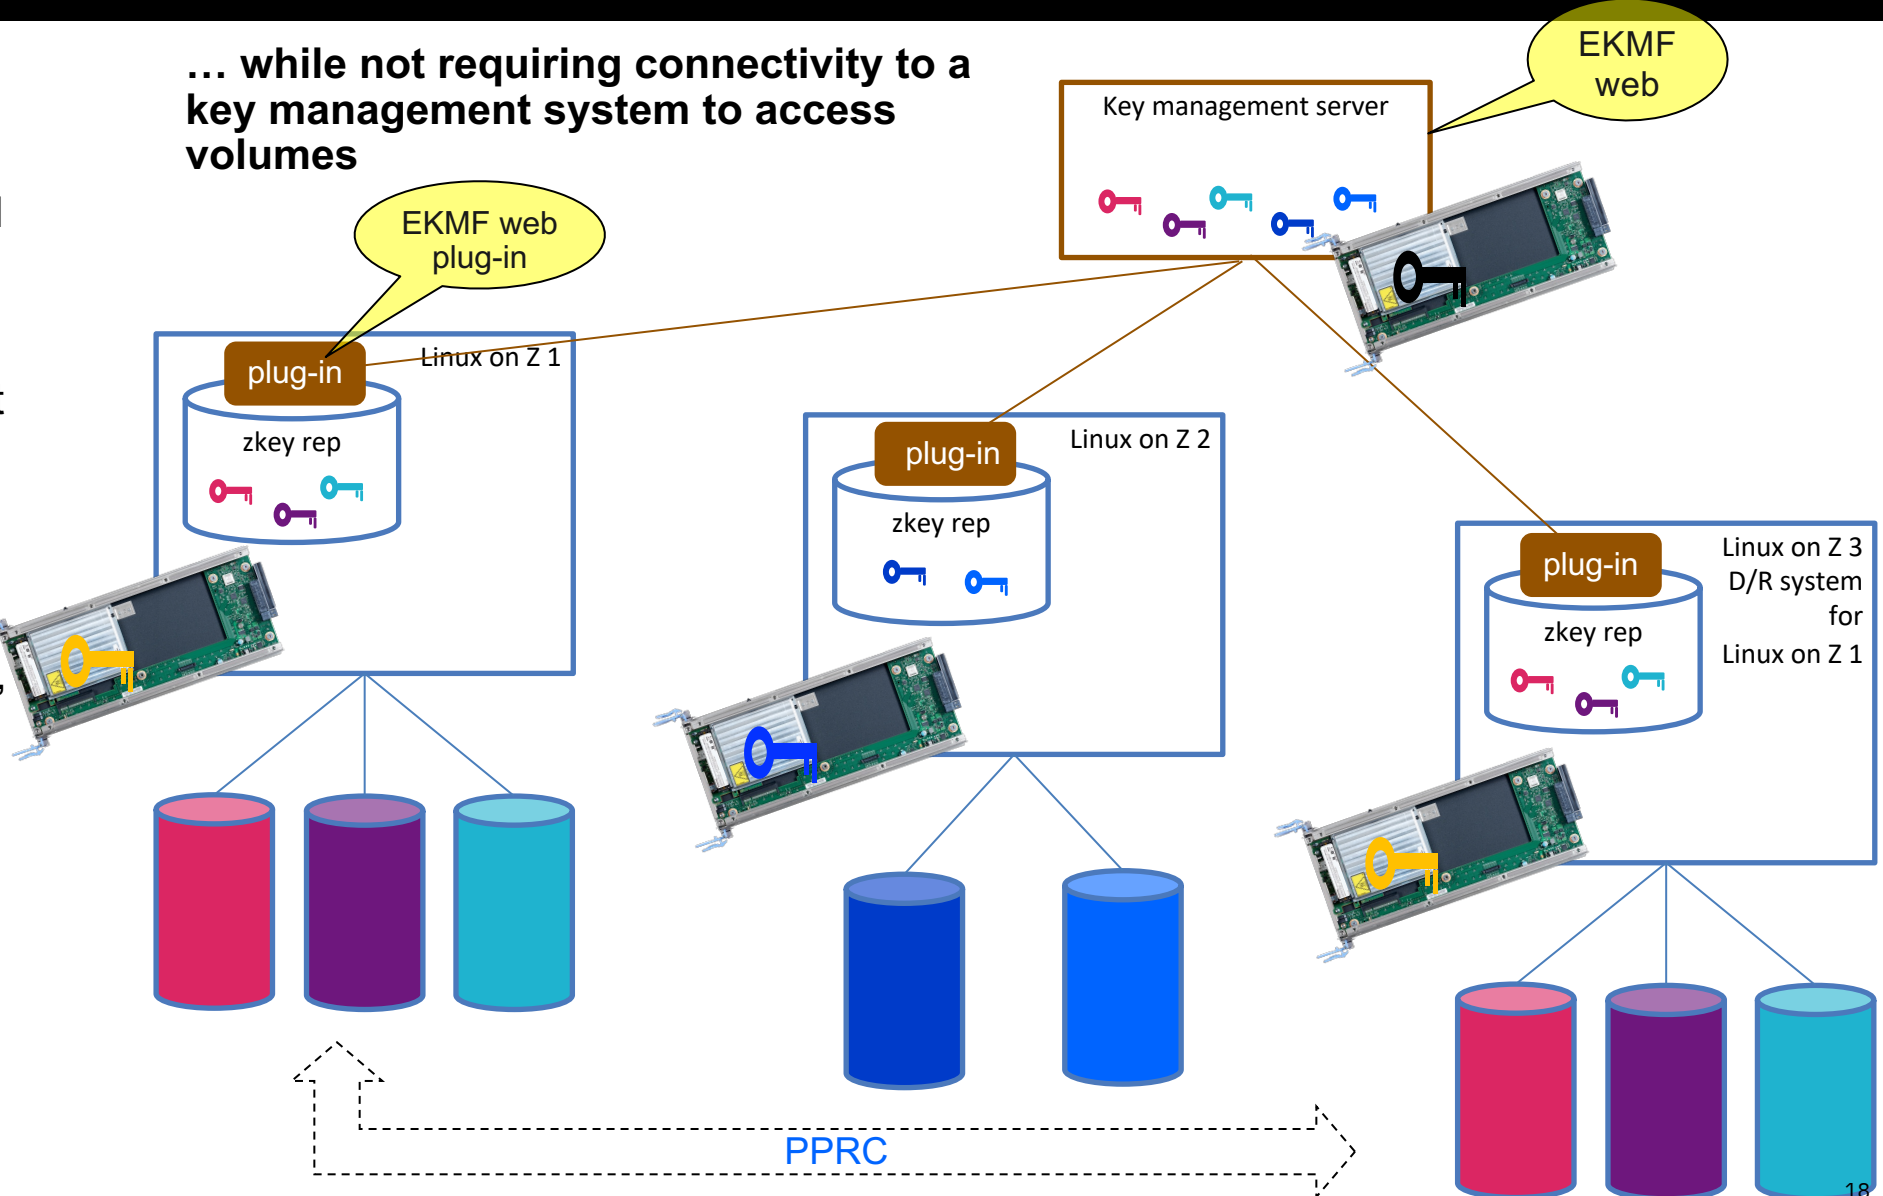 … while not requiring connectivity to a
key management system to access
volumes
EKMF
web
Key management server
EKMF web
plug-in
Linux on Z 1
plug-in
zkey rep
Linux on Z 2
plug-in
zkey rep
Linux on Z 3
D/R system
for
Linux on Z 1
plug-in
zkey rep
PPRC
18